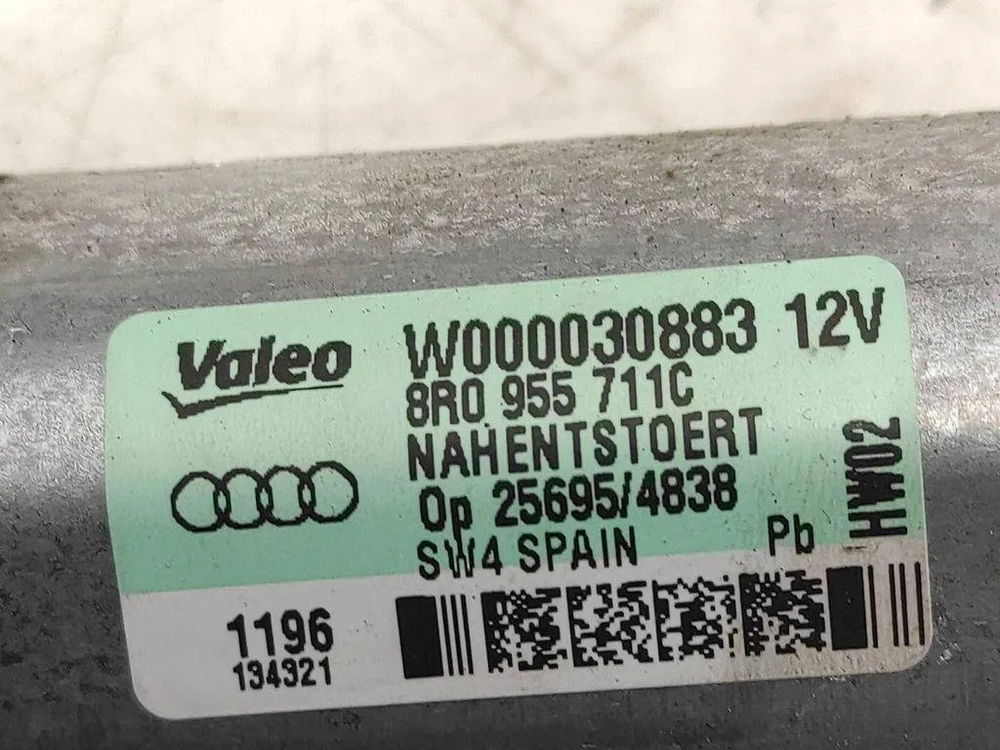 Valeo
W000030883 12V
8R0 955 711C
NAHENTSTOERT
Op 25695/4838
SW4 SPAIN
Pb
HW02
1196
134321